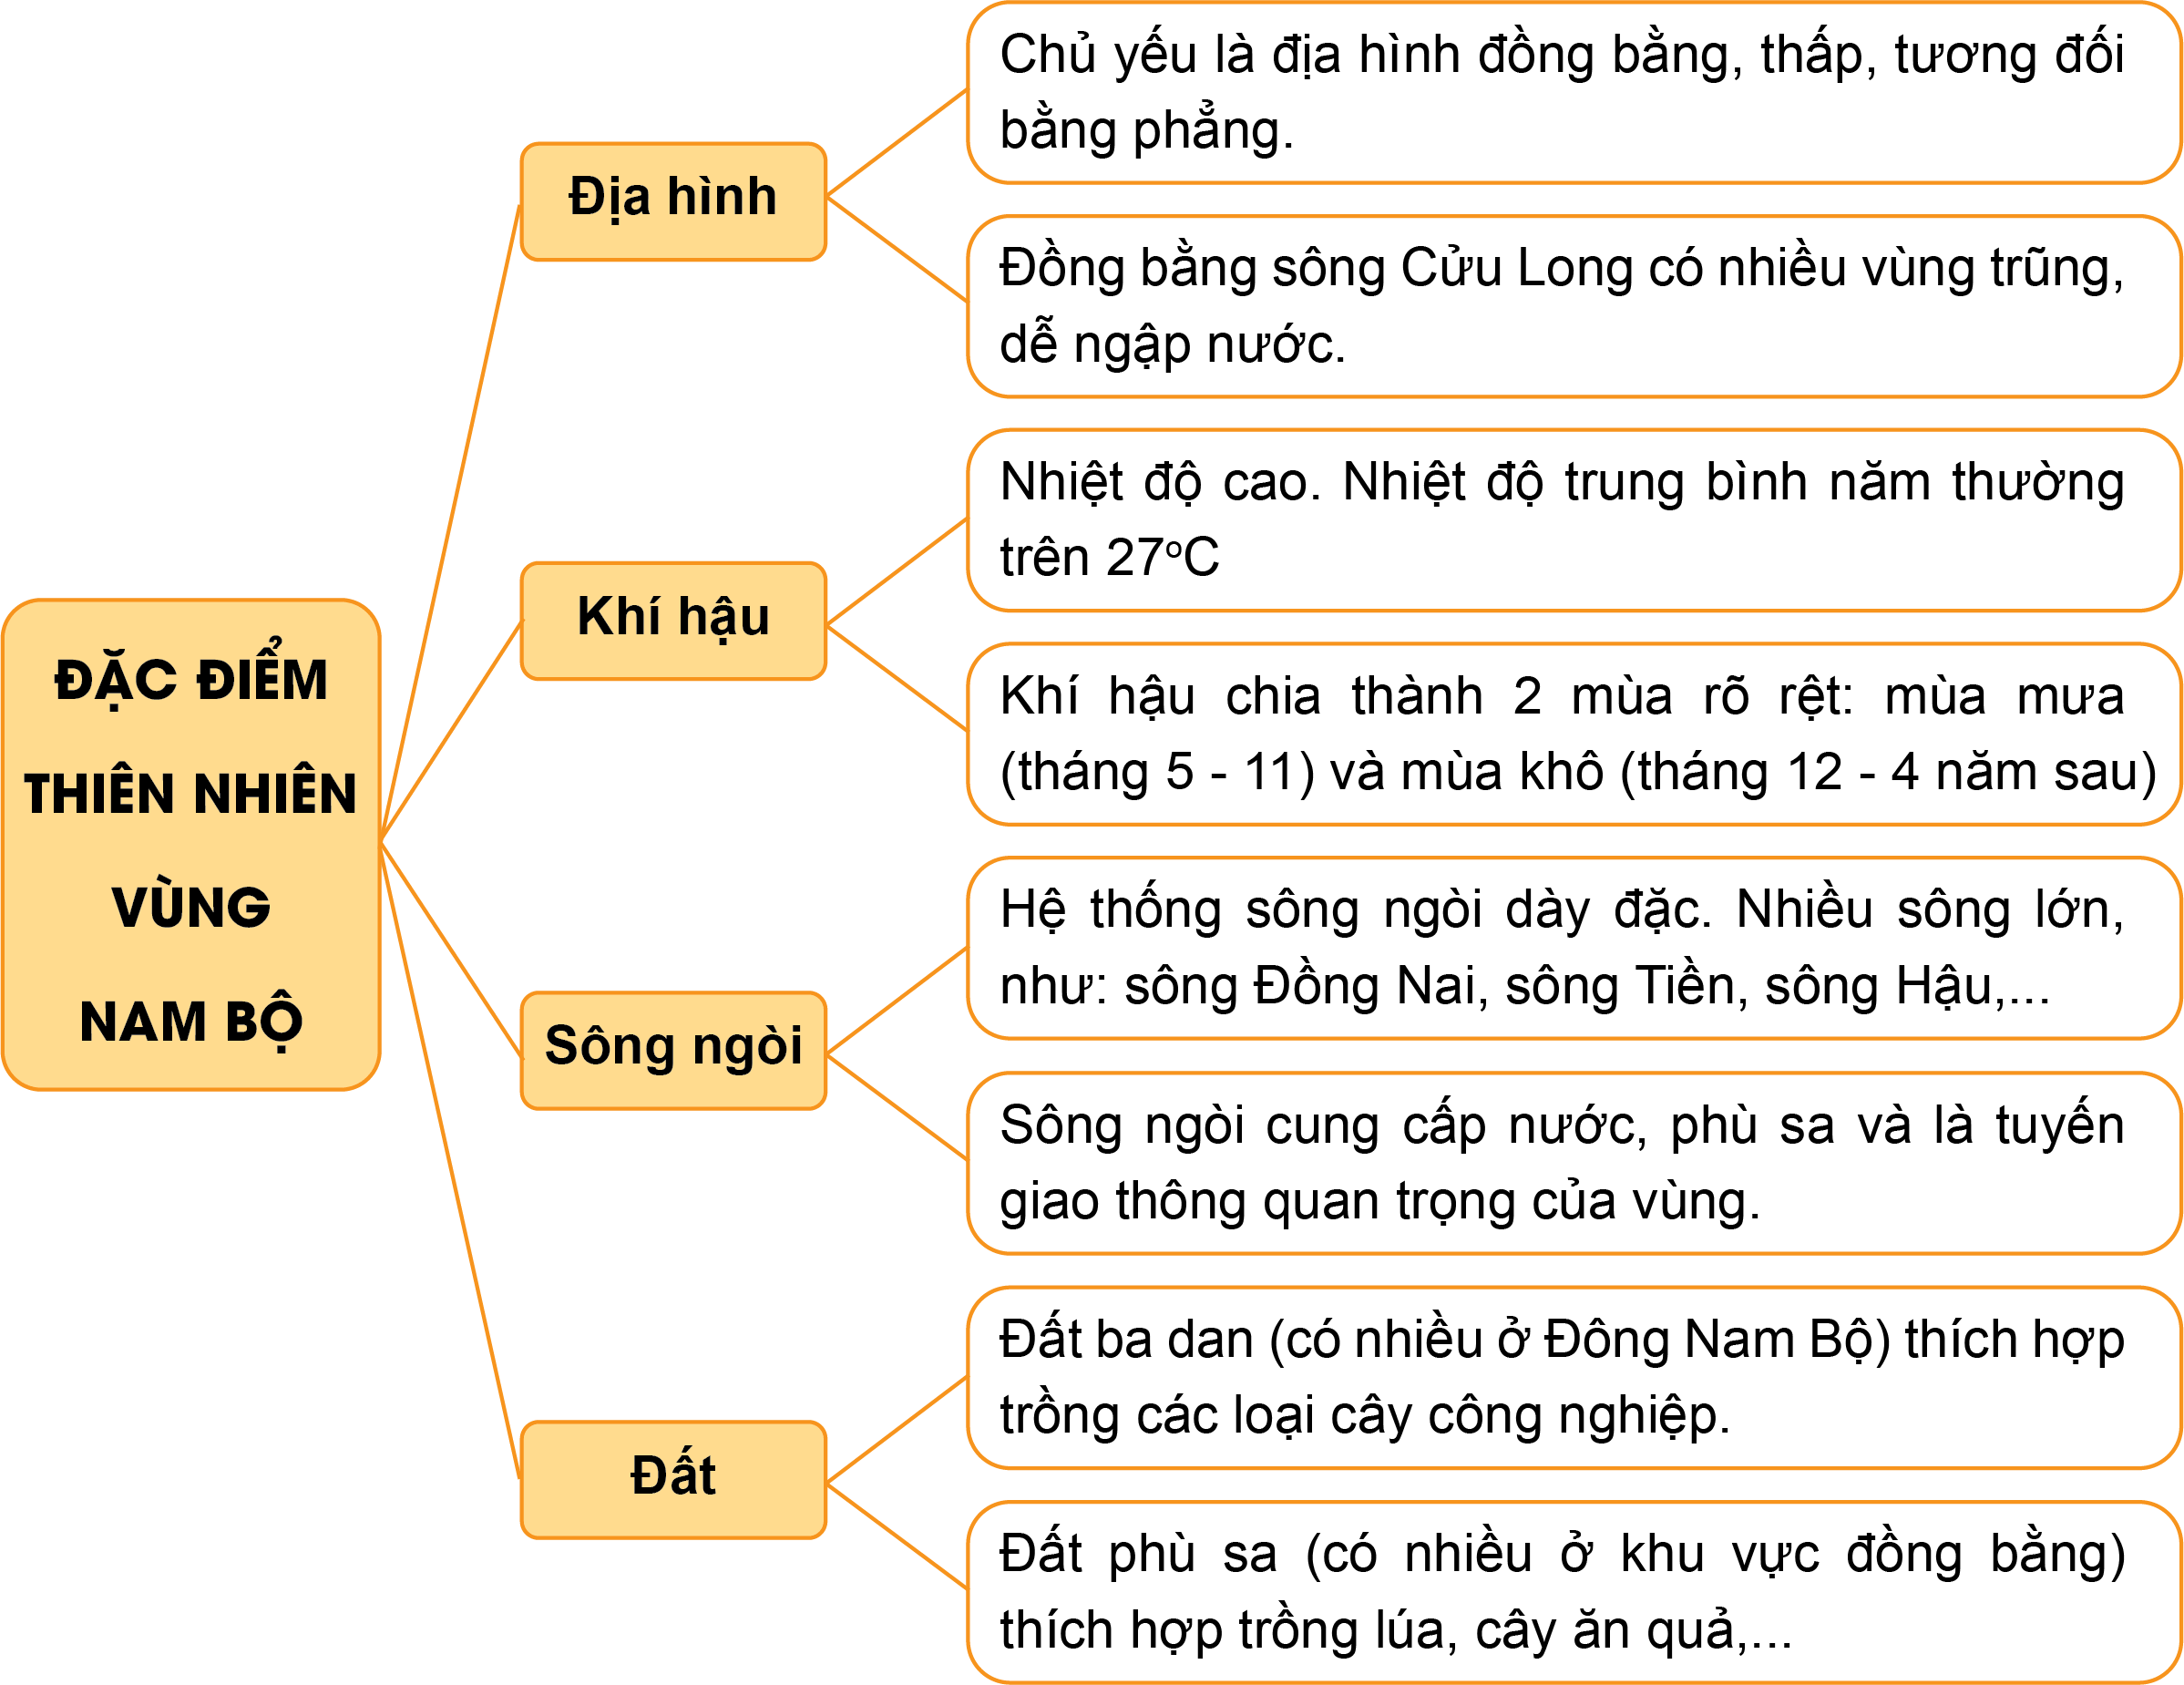 ĐẶC ĐIỂM
THIÊN NHIÊN
VÙNG
NAM BỘ
Địa hình
Chủ yếu là địa hình đồng bằng, thấp, tương đối
bằng phẳng.
Đồng bằng sông Cửu Long có nhiều vùng trũng,
dễ ngập nước.
Khí hậu
Nhiệt độ cao. Nhiệt độ trung bình năm thường
trên 27ºC
Khí hậu chia thành 2 mùa rõ rệt: mùa mưa
(tháng 5 - 11) và mùa khô (tháng 12 - 4 năm sau)
Sông ngòi
Hệ thống sông ngòi dày đặc. Nhiều sông lớn,
như: sông Đồng Nai, sông Tiền, sông Hậu,...
Sông ngòi cung cấp nước, phù sa và là tuyến
giao thông quan trọng của vùng.
Đất
Đất ba dan (có nhiều ở Đông Nam Bộ) thích hợp
trồng các loại cây công nghiệp.
Đất phù sa (có nhiều ở khu vực đồng bằng)
thích hợp trồng lúa, cây ăn quả,...